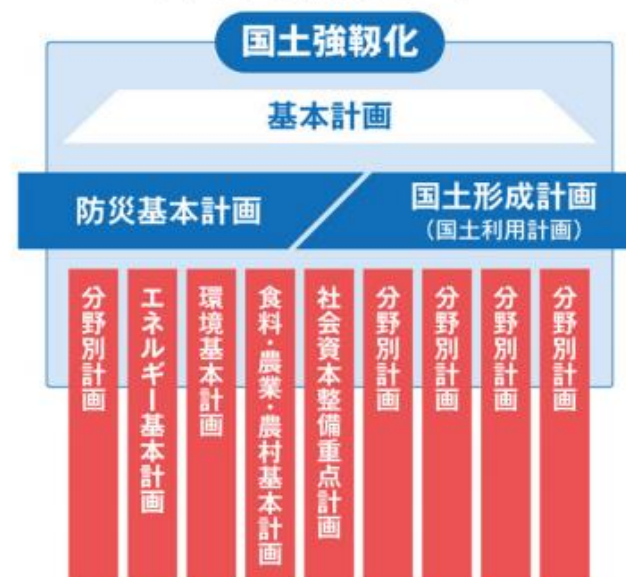 国土強靱化
基本計画
防災基本計画
国土形成計画
（国土利用計画）
分野別計画
エネルギー基本計画
環境基本計画
食料・農業・農村基本計画
社会資本整備重点計画
分野別計画
分野別計画
分野別計画
分野別計画